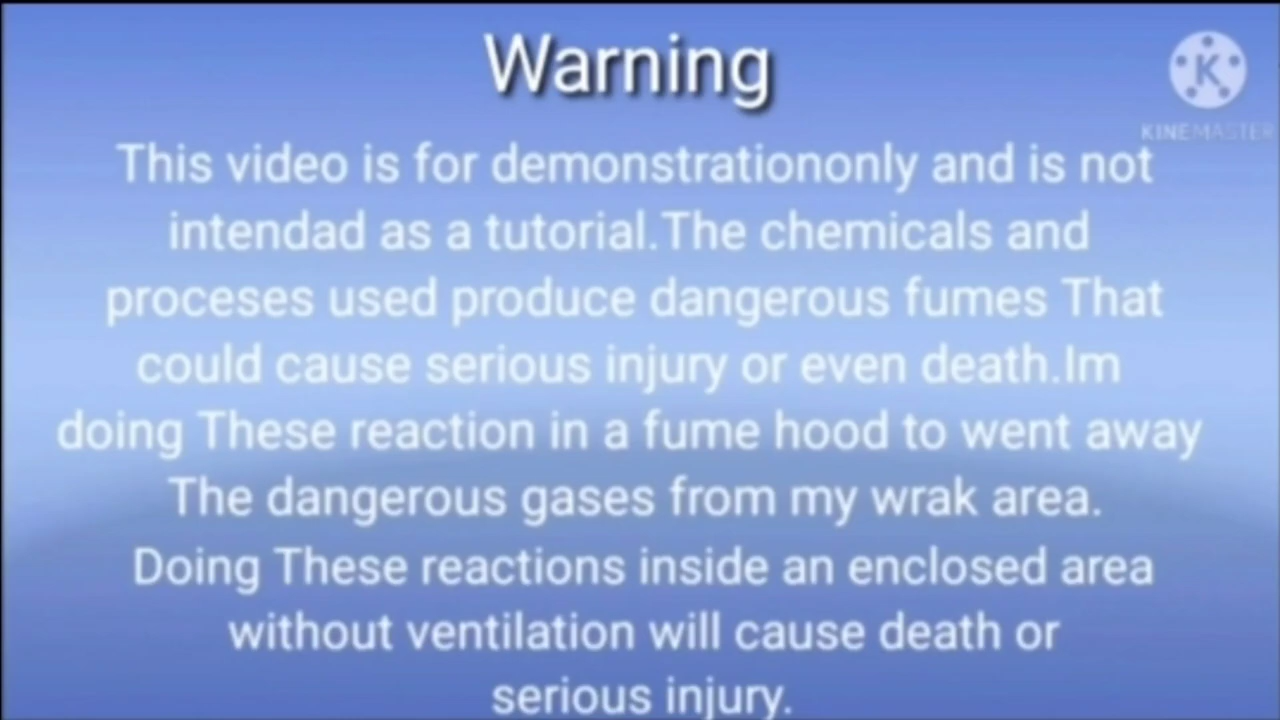 Warning
KINEMASTER
This video is for demonstrationonly and is not
intendad as a tutorial.The chemicals and
proceses used produce dangerous fumes That
could cause serious injury or even death.Im
doing These reaction in a fume hood to went away
The dangerous gases from my wrak area.
Doing These reactions inside an enclosed area
without ventilation will cause death or
serious injury.